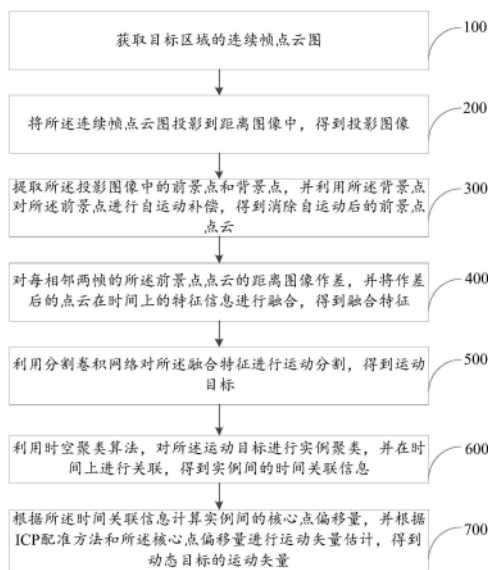 获取目标区域的连续帧点云图
100
将所述连续帧点云图投影到距离图像中，得到投影图像
200
提取所述投影图像中的前景点和背景点，并利用所述背景点
对所述前景点进行自运动补偿，得到消除自运动后的前景点
点云
300
对每相邻两帧的所述前景点点云的距离图像作差，并将作差
后的点云在时间上的特征信息进行融合，得到融合特征
400
利用分割卷积网络对所述融合特征进行运动分割，得到运动
目标
500
利用时空聚类算法，对所述运动目标进行实例聚类，并在时
间上进行关联，得到实例间的时间关联信息
600
根据所述时间关联信息计算实例间的核心点偏移量，并根据
ICP配准方法和所述核心点偏移量进行运动矢量估计，得到
动态目标的运动矢量
700